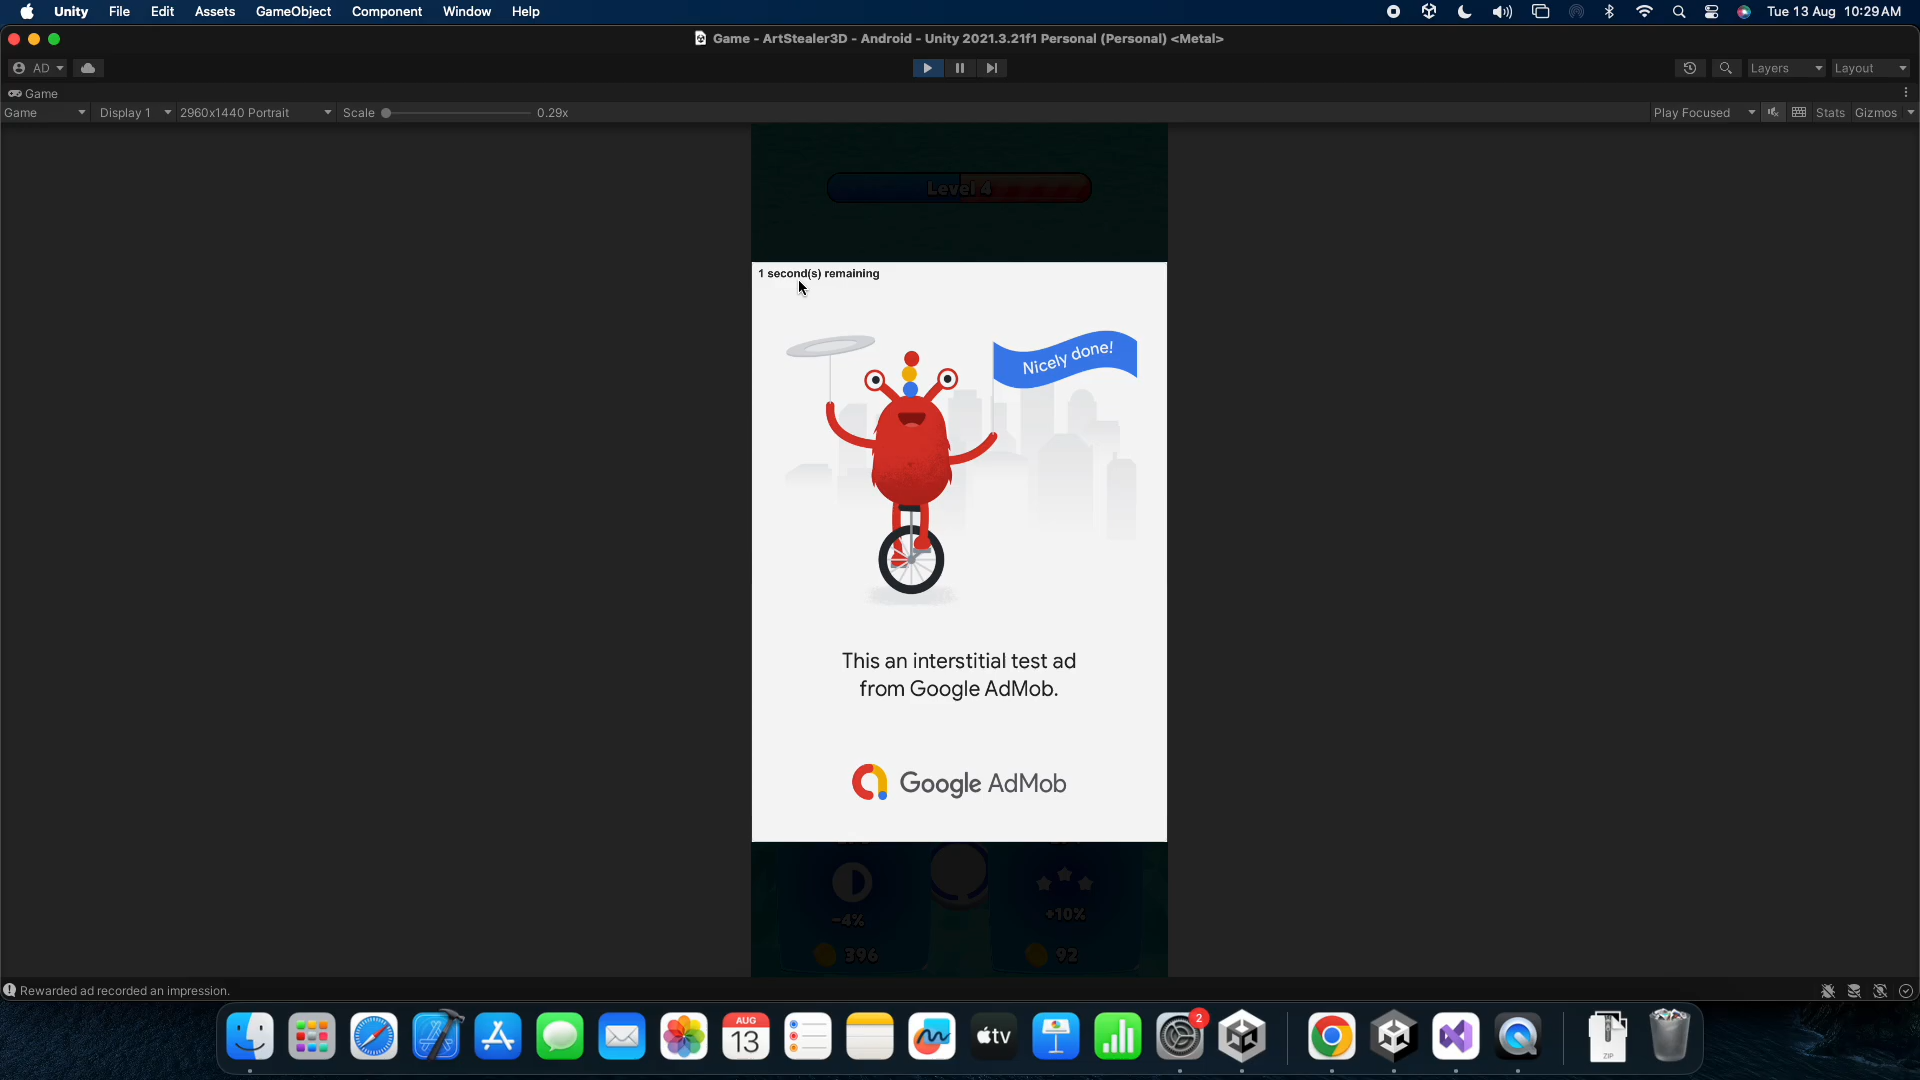 Unity File Edit Assets GameObject Component Window Help Tue 13 Aug 10:29 AM
Game - ArtStealer3D - Android - Unity 2021.3.21f1 Personal (Personal) <Metal>
AD Layers Layout
Game
Game Display 1 2960x1440 Portrait Scale 0.29x Play Focused Stats Gizmos
Level 4
1 second(s) remaining
Nicely done!
This an interstitial test ad
from Google AdMob.
Google AdMob
-4% +10%
396 92
Rewarded ad recorded an impression.
AUG
13
tv
2
ZIP